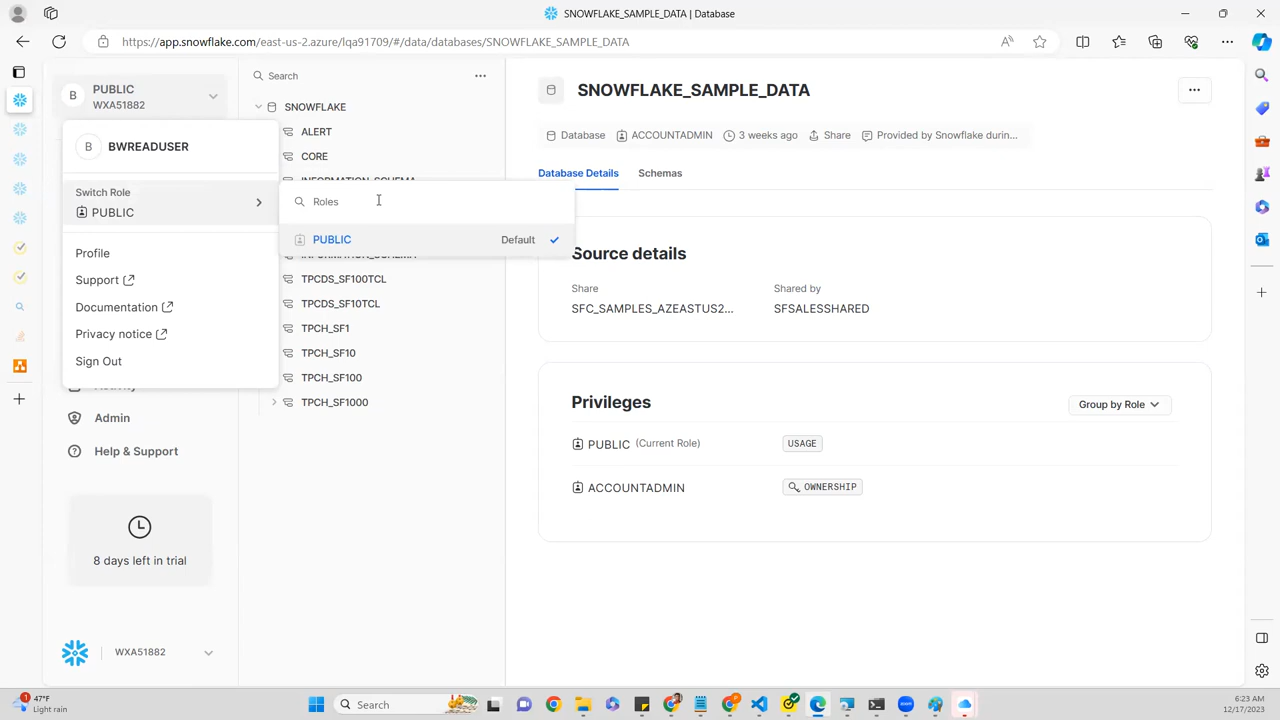 SNOWFLAKE_SAMPLE_DATA | Database
https://app.snowflake.com/east-us-2.azure/lqa91709/#/data/databases/SNOWFLAKE_SAMPLE_DATA
B
PUBLIC
WXA51882
B
BWREADUSER
Switch Role
PUBLIC
Profile
Support
Documentation
Privacy notice
Sign Out
Admin
Help & Support
8 days left in trial
WXA51882
Search
SNOWFLAKE
ALERT
CORE
Roles
PUBLIC Default
TPCDS_SF100TCL
TPCDS_SF10TCL
TPCH_SF1
TPCH_SF10
TPCH_SF100
TPCH_SF1000
SNOWFLAKE_SAMPLE_DATA
Database ACCOUNTADMIN 3 weeks ago Share Provided by Snowflake durin...
Database Details Schemas
Source details
Share Shared by
SFC_SAMPLES_AZEASTUS2... SFSALESSHARED
Privileges
Group by Role
PUBLIC (Current Role) USAGE
ACCOUNTADMIN OWNERSHIP
1
47°F
Light rain
Search
6:23 AM
12/17/2023